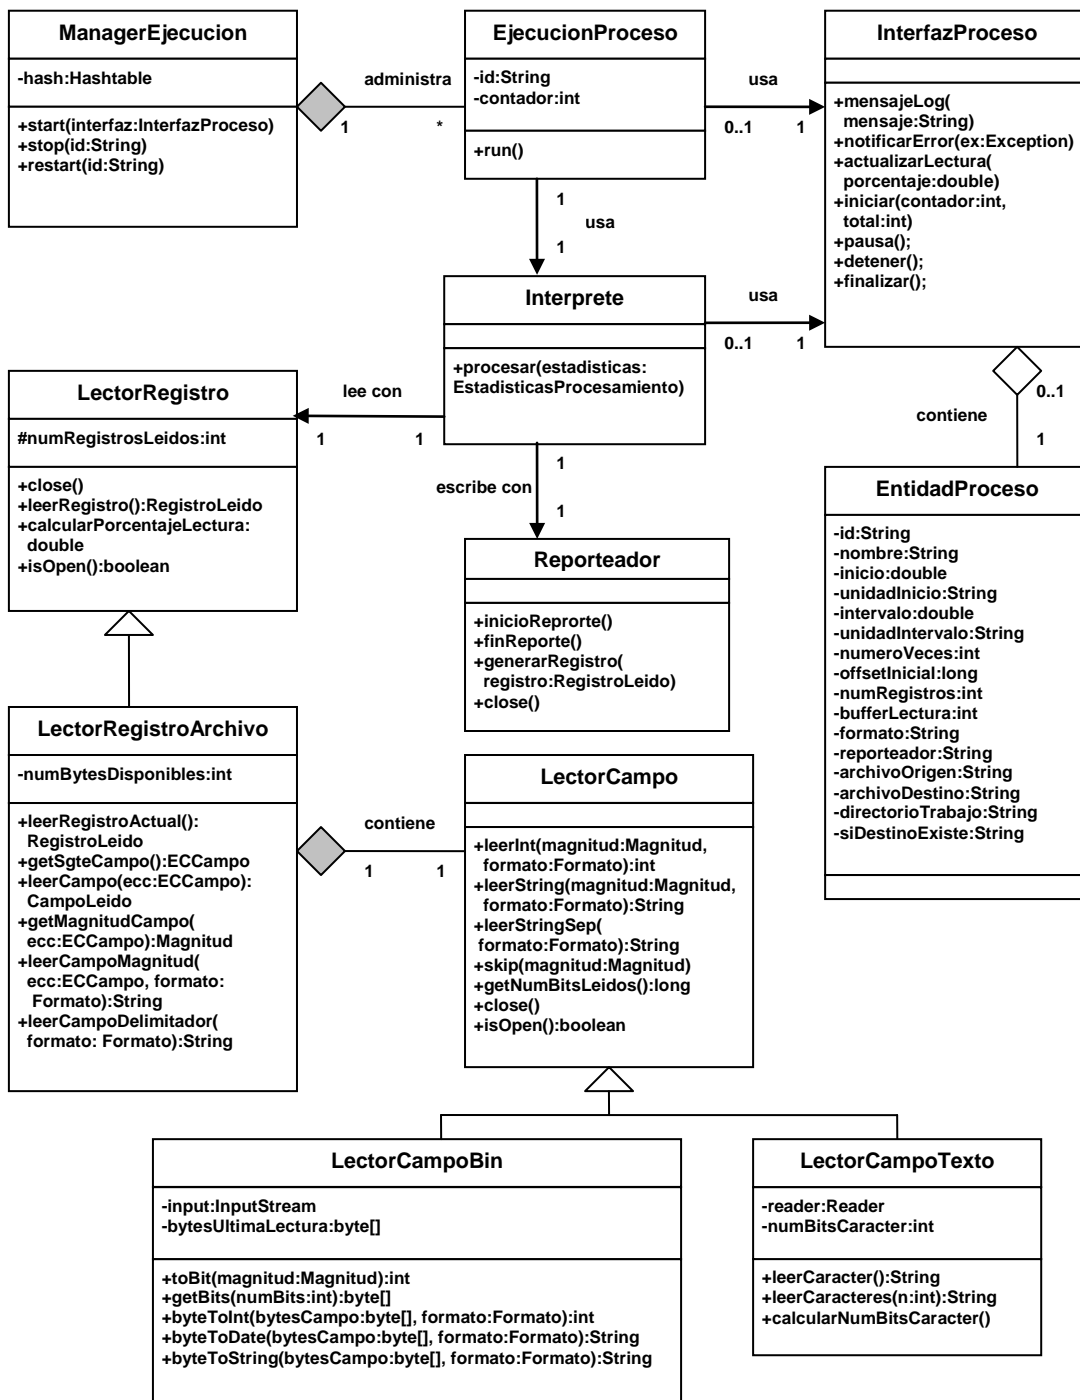 ManagerEjecucion
-hash:Hashtable
+start(interfaz:InterfazProceso)
+stop(id:String)
+restart(id:String)
administra
1
*
EjecucionProceso
-id:String
-contador:int
+run()
usa
0..1
1
InterfazProceso
+mensajeLog(
mensaje:String)
+notificarError(ex:Exception)
+actualizarLectura(
porcentaje:double)
+iniciar(contador:int,
total:int)
+pausa();
+detener();
+finalizar();
1
usa
1
Interprete
+procesar(estadisticas:
EstadisticasProcesamiento)
usa
0..1
1
0..1
contiene
1
LectorRegistro
#numRegistrosLeidos:int
+close()
+leerRegistro():RegistroLeido
+calcularPorcentajeLectura:
double
+isOpen():boolean
lee con
1
1
1
escribe con
1
EntidadProceso
-id:String
-nombre:String
-inicio:double
-unidadInicio:String
-intervalo:double
-unidadIntervalo:String
-numeroVeces:int
-offsetInicial:long
-numRegistros:int
-bufferLectura:int
-formato:String
-reporteador:String
-archivoOrigen:String
-archivoDestino:String
-directorioTrabajo:String
-siDestinoExiste:String
Reporteador
+inicioReprorte()
+finReporte()
+generarRegistro(
registro:RegistroLeido)
+close()
LectorRegistroArchivo
-numBytesDisponibles:int
+leerRegistroActual():
RegistroLeido
+getSgteCampo():ECCampo
+leerCampo(ecc:ECCampo):
CampoLeido
+getMagnitudCampo(
ecc:ECCampo):Magnitud
+leerCampoMagnitud(
ecc:ECCampo, formato:
Formato):String
+leerCampoDelimitador(
formato: Formato):String
contiene
1
1
LectorCampo
+leerInt(magnitud:Magnitud,
formato:Formato):int
+leerString(magnitud:Magnitud,
formato:Formato):String
+leerStringSep(
formato:Formato):String
+skip(magnitud:Magnitud)
+getNumBitsLeidos():long
+close()
+isOpen():boolean
LectorCampoBin
-input:InputStream
-bytesUltimaLectura:byte[]
+toBit(magnitud:Magnitud):int
+getBits(numBits:int):byte[]
+byteToInt(bytesCampo:byte[], formato:Formato):int
+byteToDate(bytesCampo:byte[], formato:Formato):String
+byteToString(bytesCampo:byte[], formato:Formato):String
LectorCampoTexto
-reader:Reader
-numBitsCaracter:int
+leerCaracter():String
+leerCaracteres(n:int):String
+calcularNumBitsCaracter()